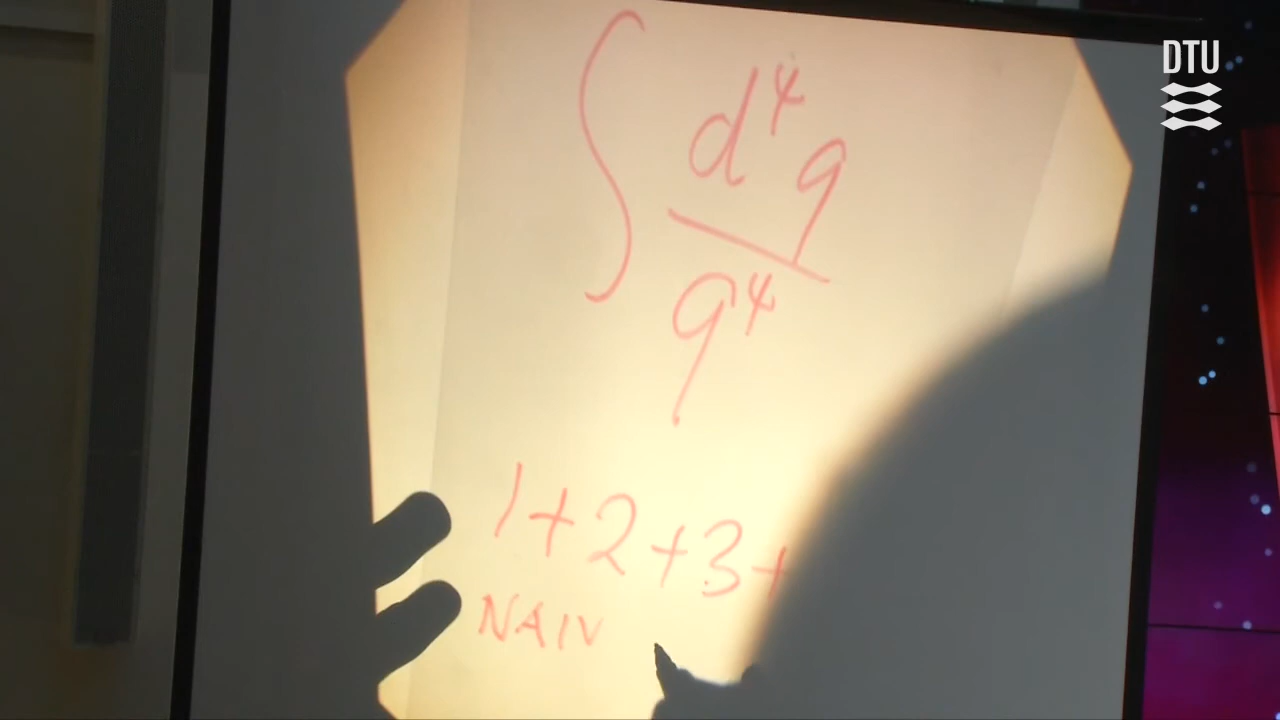 DTU
∫ d⁴q
q⁴
1+2+3+
NAIV